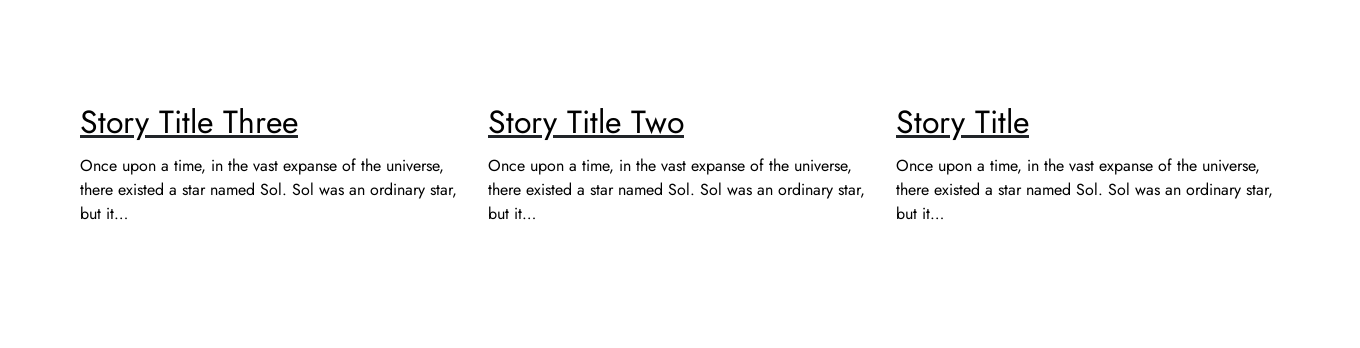 Story Title Three
Once upon a time, in the vast expanse of the universe,
there existed a star named Sol. Sol was an ordinary star,
but it…
Story Title Two
Once upon a time, in the vast expanse of the universe,
there existed a star named Sol. Sol was an ordinary star,
but it…
Story Title
Once upon a time, in the vast expanse of the universe,
there existed a star named Sol. Sol was an ordinary star,
but it…